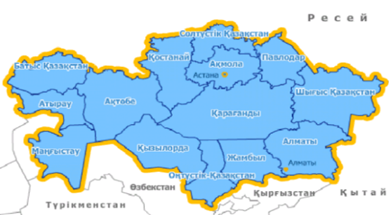 Ресей
Солтүстік Қазақстан
Қостанай
Ақмола
Павлодар
Батыс Қазақстан
Астана
Шығыс Қазақстан
Атырау
Ақтөбе
Қарағанды
Маңғыстау
Қызылорда
Жамбыл
Алматы
Алматы
Оңтүстік-Қазақстан
Өзбекстан
Қырғызстан
Қытай
Түрікменстан